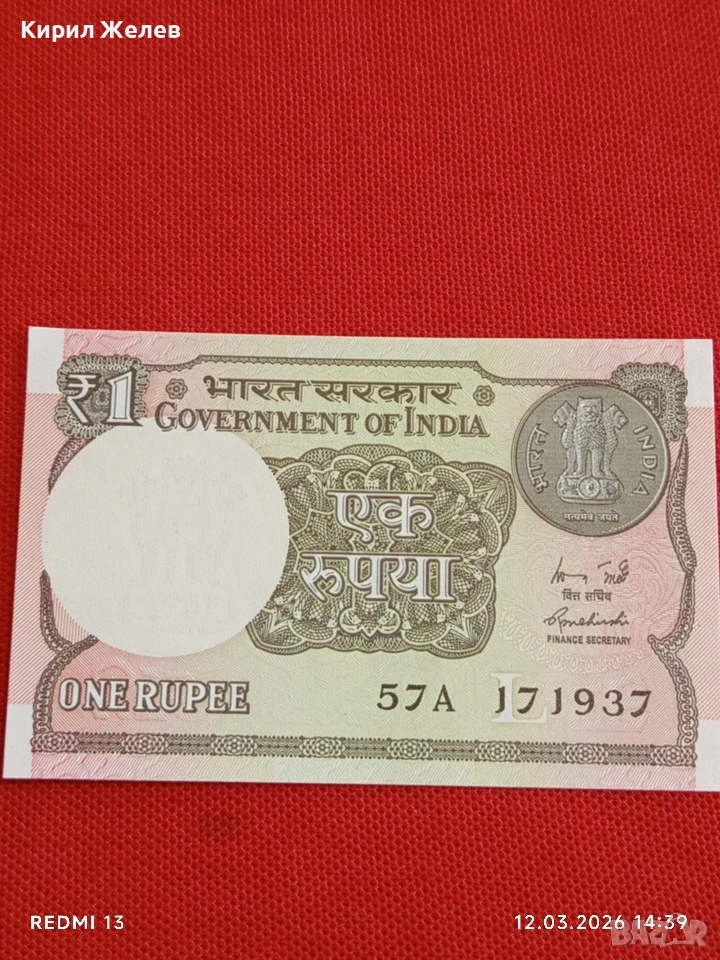 Кирил Желев
₹1
भारत सरकार
GOVERNMENT OF INDIA
भारत
INDIA
सत्यमेव जयते
एक
रुपया
वित्त सचिव
FINANCE SECRETARY
ONE RUPEE
57A
L
171937
REDMI 13
12.03.2026 14:39
BAZAR